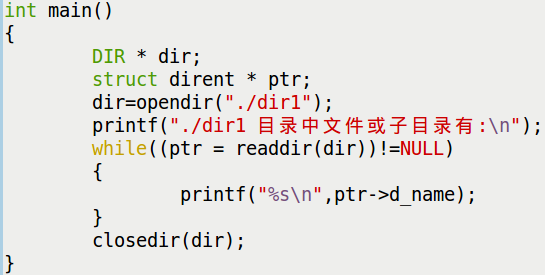 int main()
{
        DIR * dir;
        struct dirent * ptr;
        dir=opendir("./dir1");
        printf("./dir1 目录中文件或子目录有:\n");
        while((ptr = readdir(dir))!=NULL)
        {
                printf("%s\n",ptr->d_name);
        }
        closedir(dir);
}